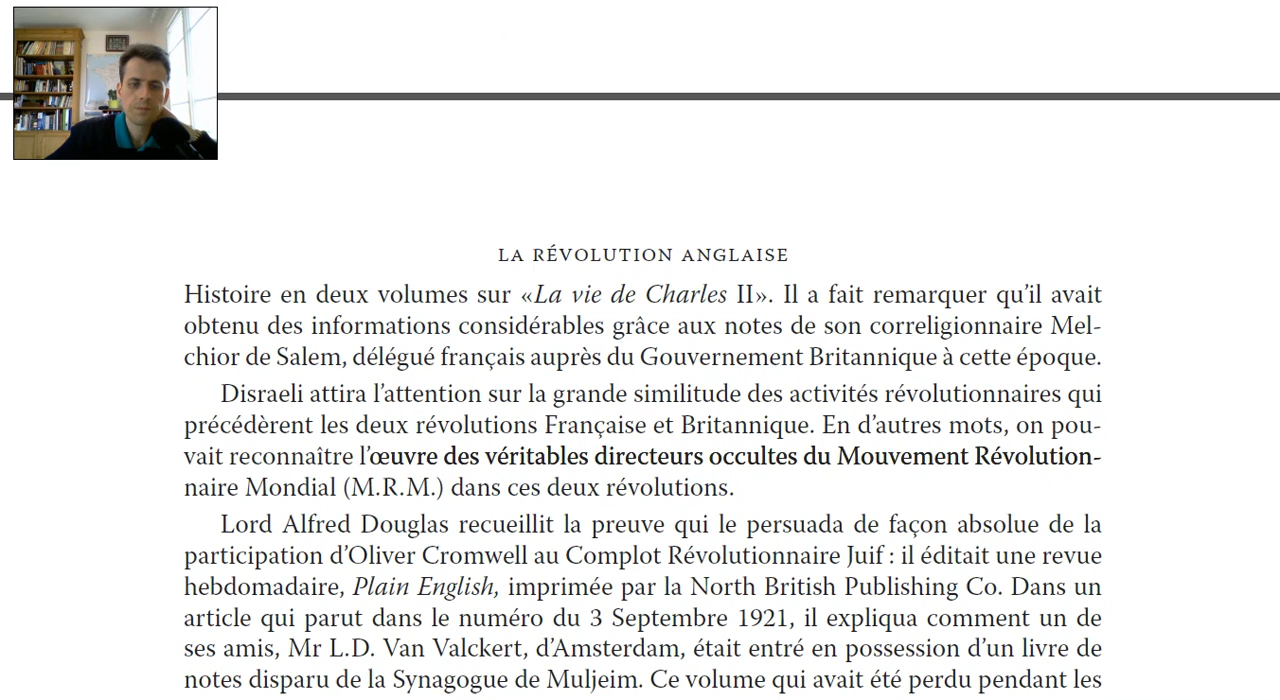 LA RÉVOLUTION ANGLAISE
Histoire en deux volumes sur «La vie de Charles II». Il a fait remarquer qu’il avait
obtenu des informations considérables grâce aux notes de son correligionnaire Mel-
chior de Salem, délégué français auprès du Gouvernement Britannique à cette époque.
Disraeli attira l’attention sur la grande similitude des activités révolutionnaires qui
précédèrent les deux révolutions Française et Britannique. En d’autres mots, on pou-
vait reconnaître l’œuvre des véritables directeurs occultes du Mouvement Révolution-
naire Mondial (M.R.M.) dans ces deux révolutions.
Lord Alfred Douglas recueillit la preuve qui le persuada de façon absolue de la
participation d’Oliver Cromwell au Complot Révolutionnaire Juif : il éditait une revue
hebdomadaire, Plain English, imprimée par la North British Publishing Co. Dans un
article qui parut dans le numéro du 3 Septembre 1921, il expliqua comment un de
ses amis, Mr L.D. Van Valckert, d’Amsterdam, était entré en possession d’un livre de
notes disparu de la Synagogue de Muljeim. Ce volume qui avait été perdu pendant les